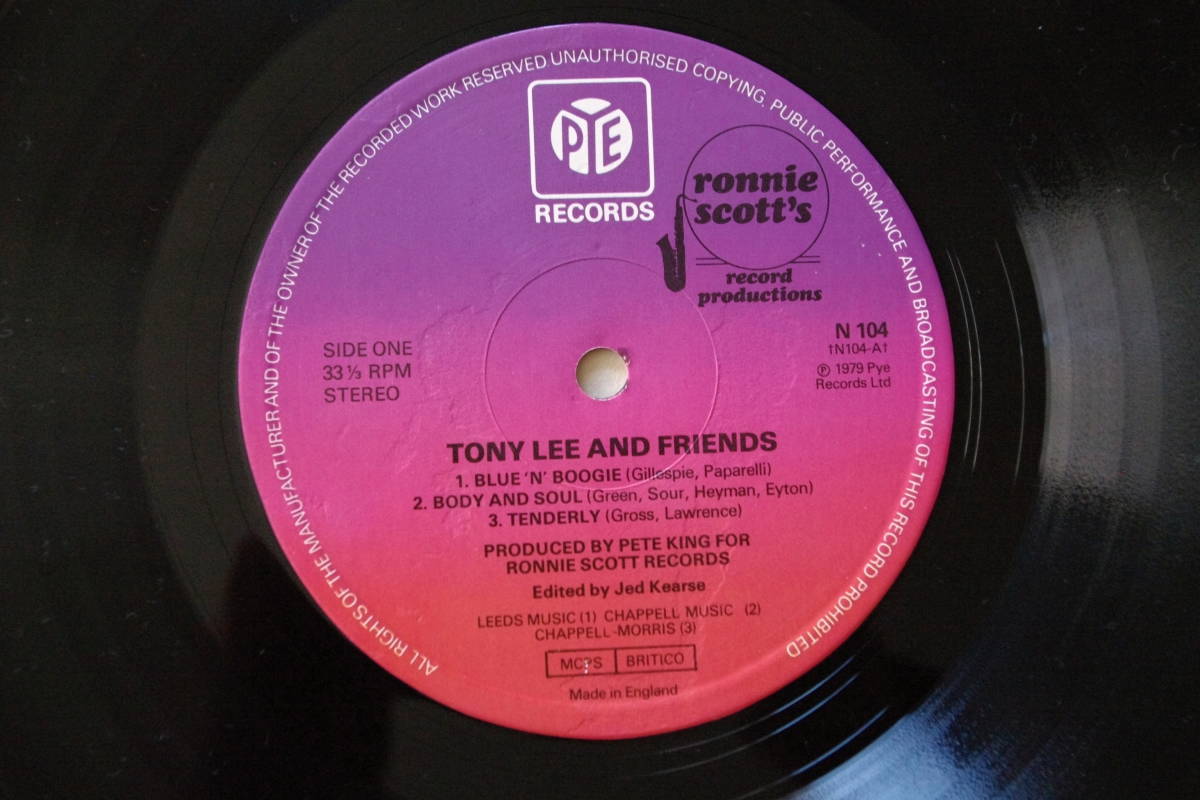 ALL RIGHTS OF THE MANUFACTURER AND OF THE OWNER OF THE RECORDED WORK RESERVED UNAUTHORISED COPYING. PUBLIC PERFORMANCE AND BROADCASTING OF THIS RECORD PROHIBITED
PYE
RECORDS
ronnie
scott's
record
productions
SIDE ONE
33 ⅓ RPM
STEREO
N 104
†N104-A†
℗ 1979 Pye
Records Ltd
TONY LEE AND FRIENDS
1. BLUE 'N' BOOGIE (Gillespie, Paparelli)
2. BODY AND SOUL (Green, Sour, Heyman, Eyton)
3. TENDERLY (Gross, Lawrence)
PRODUCED BY PETE KING FOR
RONNIE SCOTT RECORDS
Edited by Jed Kearse
LEEDS MUSIC (1) CHAPPELL MUSIC (2)
CHAPPELL-MORRIS (3)
MCPS BRITICO
Made in England